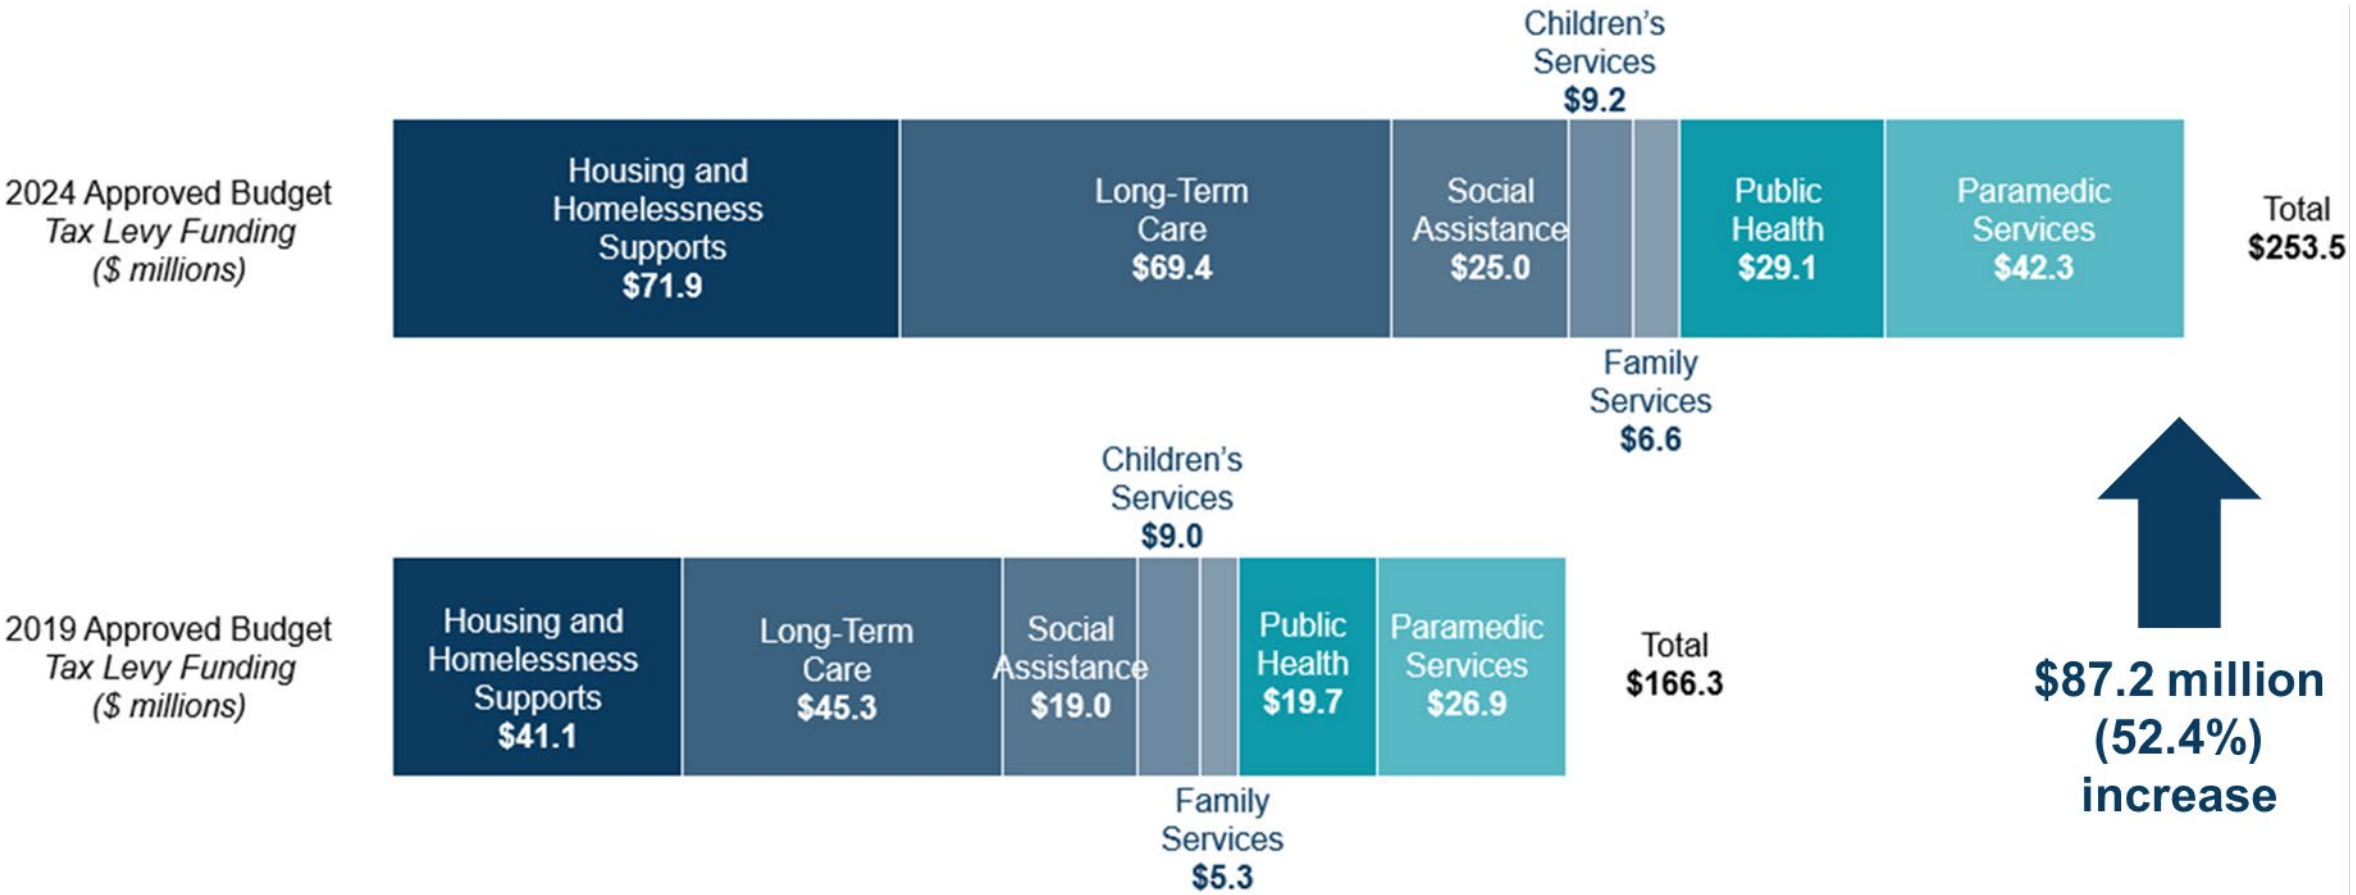 Children's
Services
$9.2
2024 Approved Budget
Tax Levy Funding
($ millions)
Housing and
Homelessness
Supports
$71.9
Long-Term
Care
$69.4
Social
Assistance
$25.0
Public
Health
$29.1
Paramedic
Services
$42.3
Total
$253.5
Family
Services
$6.6
Children's
Services
$9.0
2019 Approved Budget
Tax Levy Funding
($ millions)
Housing and
Homelessness
Supports
$41.1
Long-Term
Care
$45.3
Social
Assistance
$19.0
Public
Health
$19.7
Paramedic
Services
$26.9
Total
$166.3
Family
Services
$5.3
$87.2 million
(52.4%)
increase